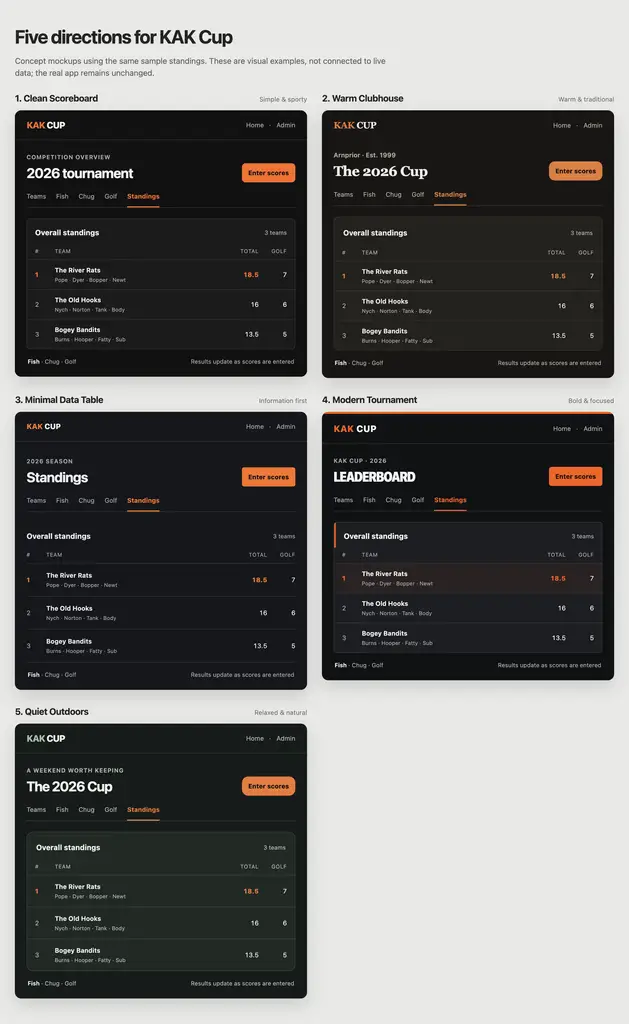 Five directions for KAK Cup
Concept mockups using the same sample standings. These are visual examples, not connected to live
data; the real app remains unchanged.
1. Clean Scoreboard
Simple & sporty
KAK CUP
Home · Admin
COMPETITION OVERVIEW
2026 tournament
Enter scores
Teams Fish Chug Golf Standings
Overall standings
3 teams
# TEAM TOTAL GOLF
1 The River Rats 18.5 7
Pope · Dyer · Bopper · Newt
2 The Old Hooks 16 6
Nych · Norton · Tank · Body
3 Bogey Bandits 13.5 5
Burns · Hooper · Fatty · Sub
Fish · Chug · Golf
Results update as scores are entered
2. Warm Clubhouse
Warm & traditional
KAK CUP
Home · Admin
Arnprior · Est. 1999
The 2026 Cup
Enter scores
Teams Fish Chug Golf Standings
Overall standings
3 teams
# TEAM TOTAL GOLF
1 The River Rats 18.5 7
Pope · Dyer · Bopper · Newt
2 The Old Hooks 16 6
Nych · Norton · Tank · Body
3 Bogey Bandits 13.5 5
Burns · Hooper · Fatty · Sub
Fish · Chug · Golf
Results update as scores are entered
3. Minimal Data Table
Information first
KAK CUP
Home · Admin
2026 SEASON
Standings
Enter scores
Teams Fish Chug Golf Standings
Overall standings
3 teams
# TEAM TOTAL GOLF
1 The River Rats 18.5 7
Pope · Dyer · Bopper · Newt
2 The Old Hooks 16 6
Nych · Norton · Tank · Body
3 Bogey Bandits 13.5 5
Burns · Hooper · Fatty · Sub
Fish · Chug · Golf
Results update as scores are entered
4. Modern Tournament
Bold & focused
KAK CUP
Home · Admin
KAK CUP · 2026
LEADERBOARD
Enter scores
Teams Fish Chug Golf Standings
Overall standings
3 teams
# TEAM TOTAL GOLF
1 The River Rats 18.5 7
Pope · Dyer · Bopper · Newt
2 The Old Hooks 16 6
Nych · Norton · Tank · Body
3 Bogey Bandits 13.5 5
Burns · Hooper · Fatty · Sub
Fish · Chug · Golf
Results update as scores are entered
5. Quiet Outdoors
Relaxed & natural
KAK CUP
Home · Admin
A WEEKEND WORTH KEEPING
The 2026 Cup
Enter scores
Teams Fish Chug Golf Standings
Overall standings
3 teams
# TEAM TOTAL GOLF
1 The River Rats 18.5 7
Pope · Dyer · Bopper · Newt
2 The Old Hooks 16 6
Nych · Norton · Tank · Body
3 Bogey Bandits 13.5 5
Burns · Hooper · Fatty · Sub
Fish · Chug · Golf
Results update as scores are entered